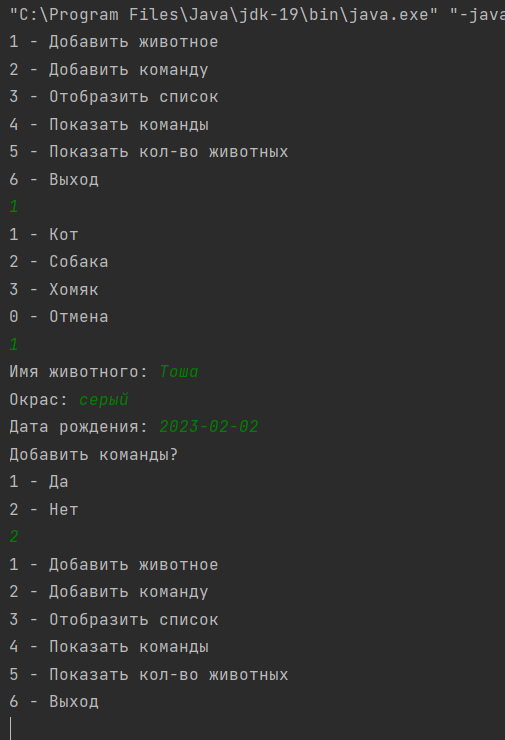 "C:\Program Files\Java\jdk-19\bin\java.exe" "-java
1 - Добавить животное
2 - Добавить команду
3 - Отобразить список
4 - Показать команды
5 - Показать кол-во животных
6 - Выход
1
1 - Кот
2 - Собака
3 - Хомяк
0 - Отмена
1
Имя животного: Тоша
Окрас: серый
Дата рождения: 2023-02-02
Добавить команды?
1 - Да
2 - Нет
2
1 - Добавить животное
2 - Добавить команду
3 - Отобразить список
4 - Показать команды
5 - Показать кол-во животных
6 - Выход